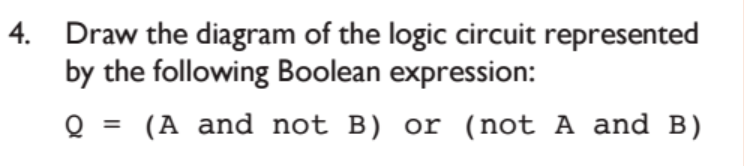 4. Draw the diagram of the logic circuit represented
by the following Boolean expression:
Q = (A and not B) or (not A and B)